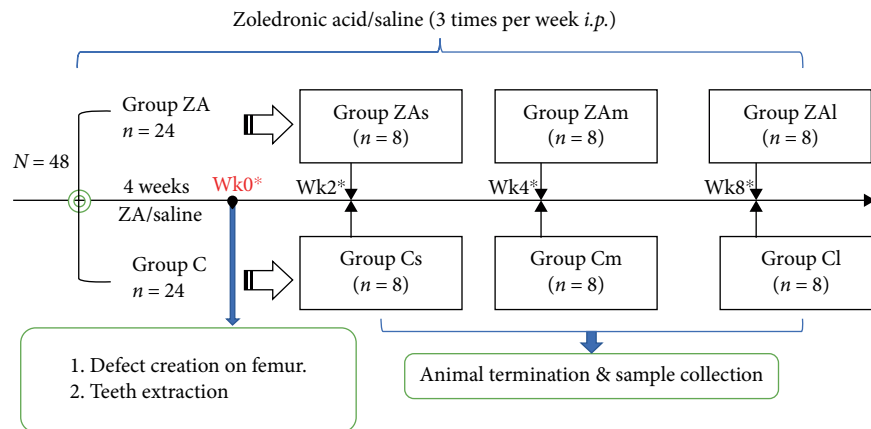 Zoledronic acid/saline (3 times per week i.p.)
Group ZA
n = 24
Group ZAs
(n = 8)
Group ZAm
(n = 8)
Group ZAl
(n = 8)
N = 48
4 weeks
ZA/saline
Wk0*
Wk2*
Wk4*
Wk8*
Group C
n = 24
Group Cs
(n = 8)
Group Cm
(n = 8)
Group Cl
(n = 8)
1. Defect creation on femur.
2. Teeth extraction
Animal termination & sample collection